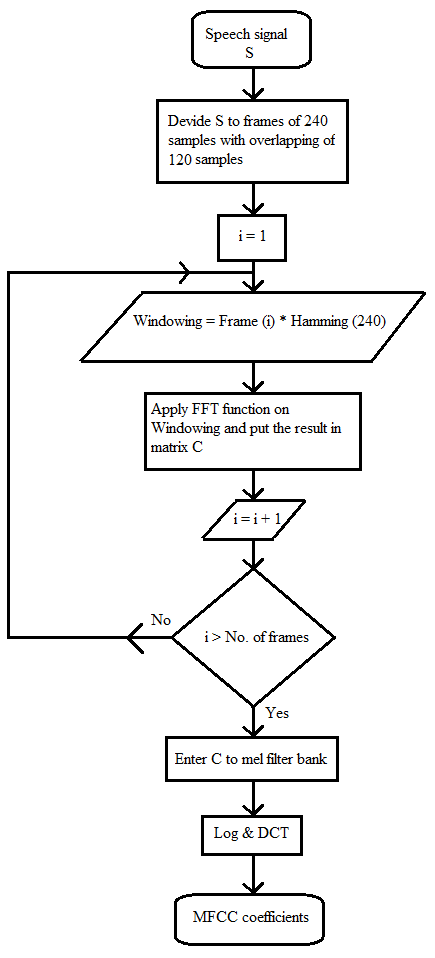 Speech signal
S
Devide S to frames of 240
samples with overlapping of
120 samples
i = 1
Windowing = Frame (i) * Hamming (240)
Apply FFT function on
Windowing and put the result in
matrix C
i = i + 1
i > No. of frames
No
Yes
Enter C to mel filter bank
Log & DCT
MFCC coefficients